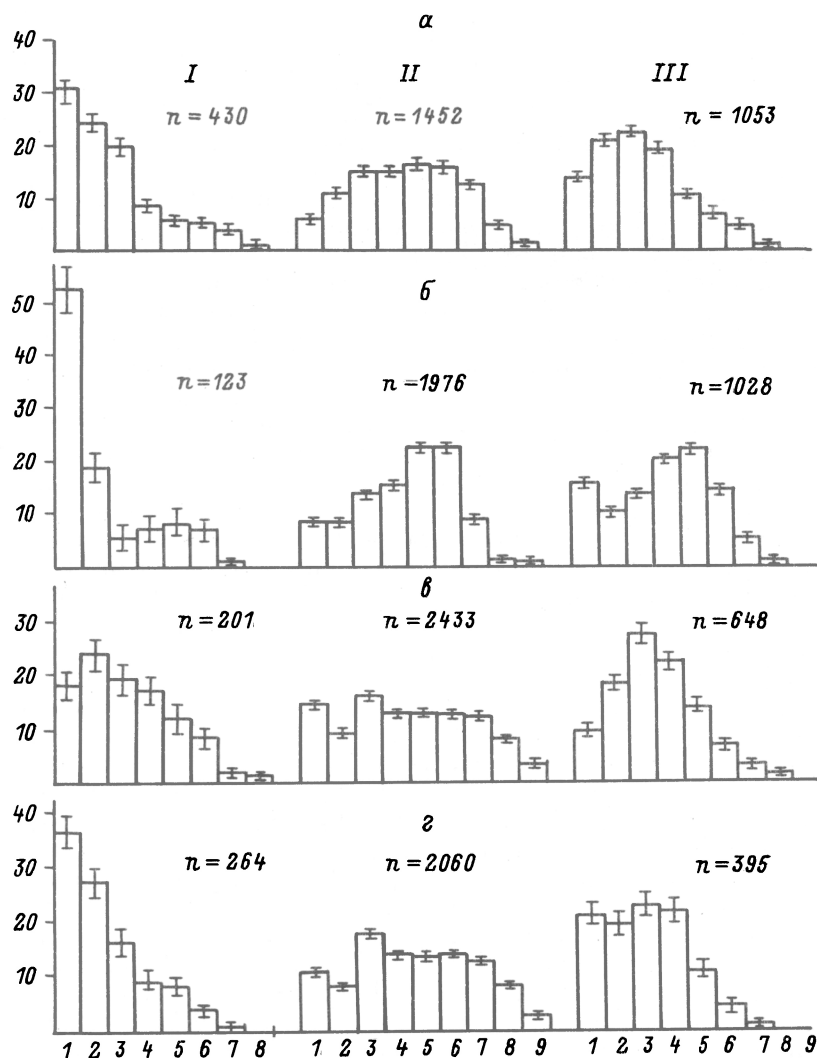 а
40
I II III
30
n = 430 n = 1452 n = 1053
20
10
б
50
40
n = 123 n –1976 n = 1028
30
20
10
в
30
n = 201 n = 2433 n = 648
20
10
г
40
n = 264 n = 2060 n = 395
30
20
10
1 2 3 4 5 6 7 8 1 2 3 4 5 6 7 8 9 1 2 3 4 5 6 7 8 9